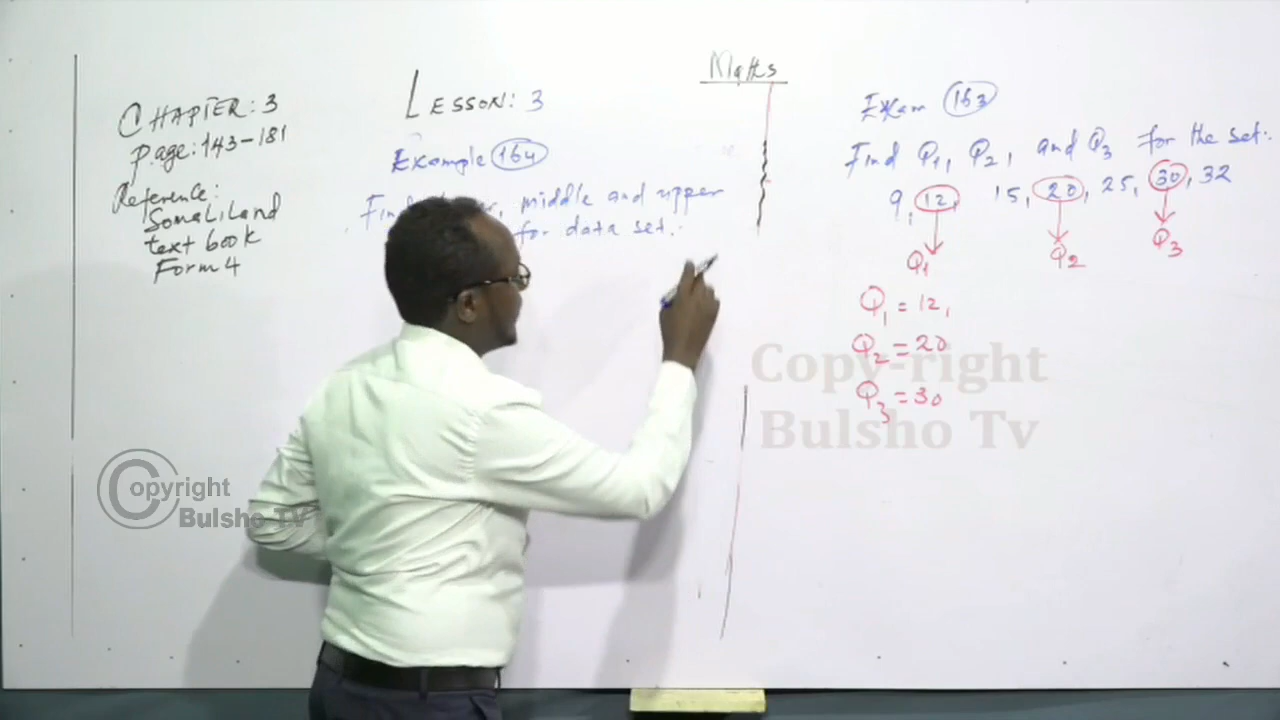 Maths
CHAPTER: 3
Page: 143-181
Reference:
Somaliland
text book
Form 4
LESSON: 3
Example 164
Find middle and upper
for data set.
Exam 163
Find Q1, Q2, and Q3 for the set:
9, 12, 15, 20, 25, 30, 32
Q1 Q2 Q3
Q1 = 12,
Q2 = 20
Q3 = 30
Copy-right
Bulsho Tv
Copyright
Bulsho TV